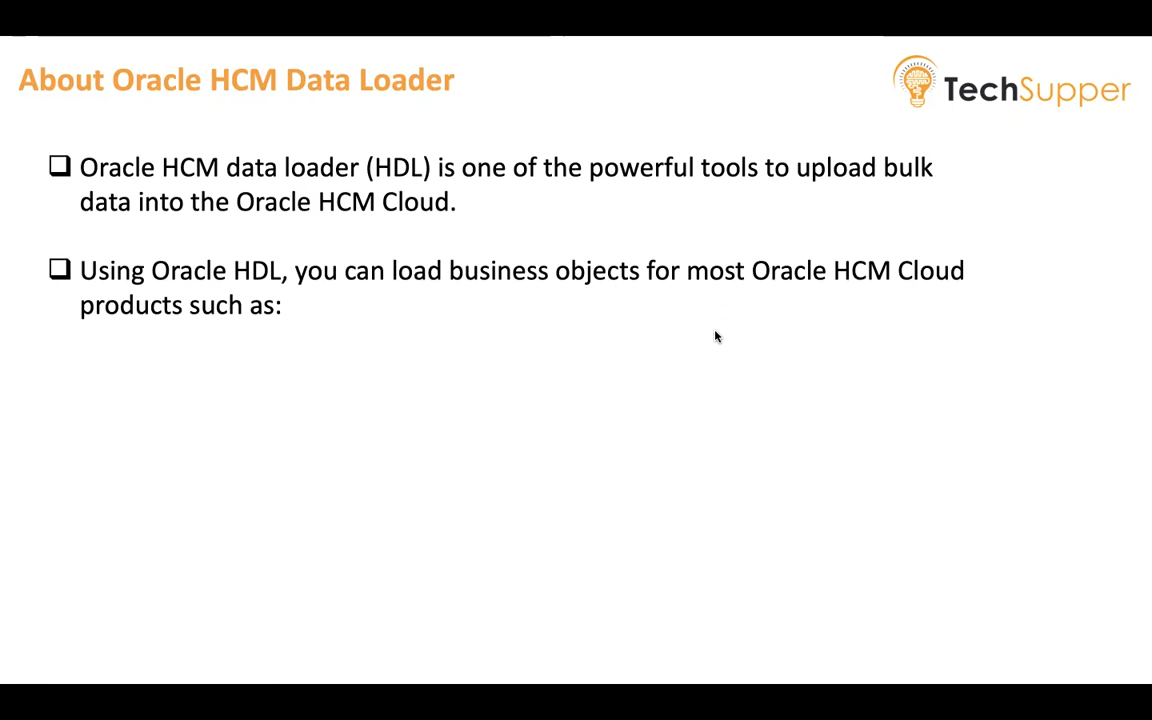 About Oracle HCM Data Loader
TechSupper
Oracle HCM data loader (HDL) is one of the powerful tools to upload bulk
data into the Oracle HCM Cloud.
Using Oracle HDL, you can load business objects for most Oracle HCM Cloud
products such as: